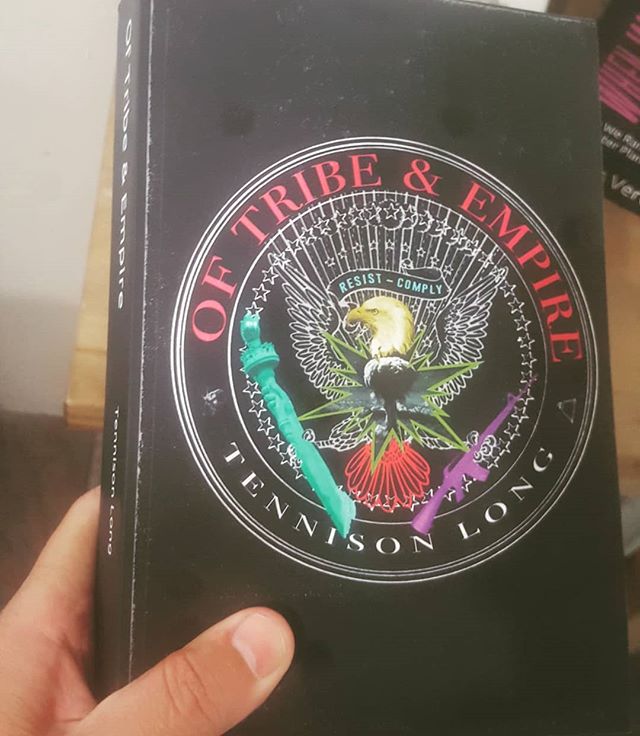 Of Tribe & Empire
Tennison Long
OF TRIBE & EMPIRE
RESIST - COMPLY
TENNISON LONG